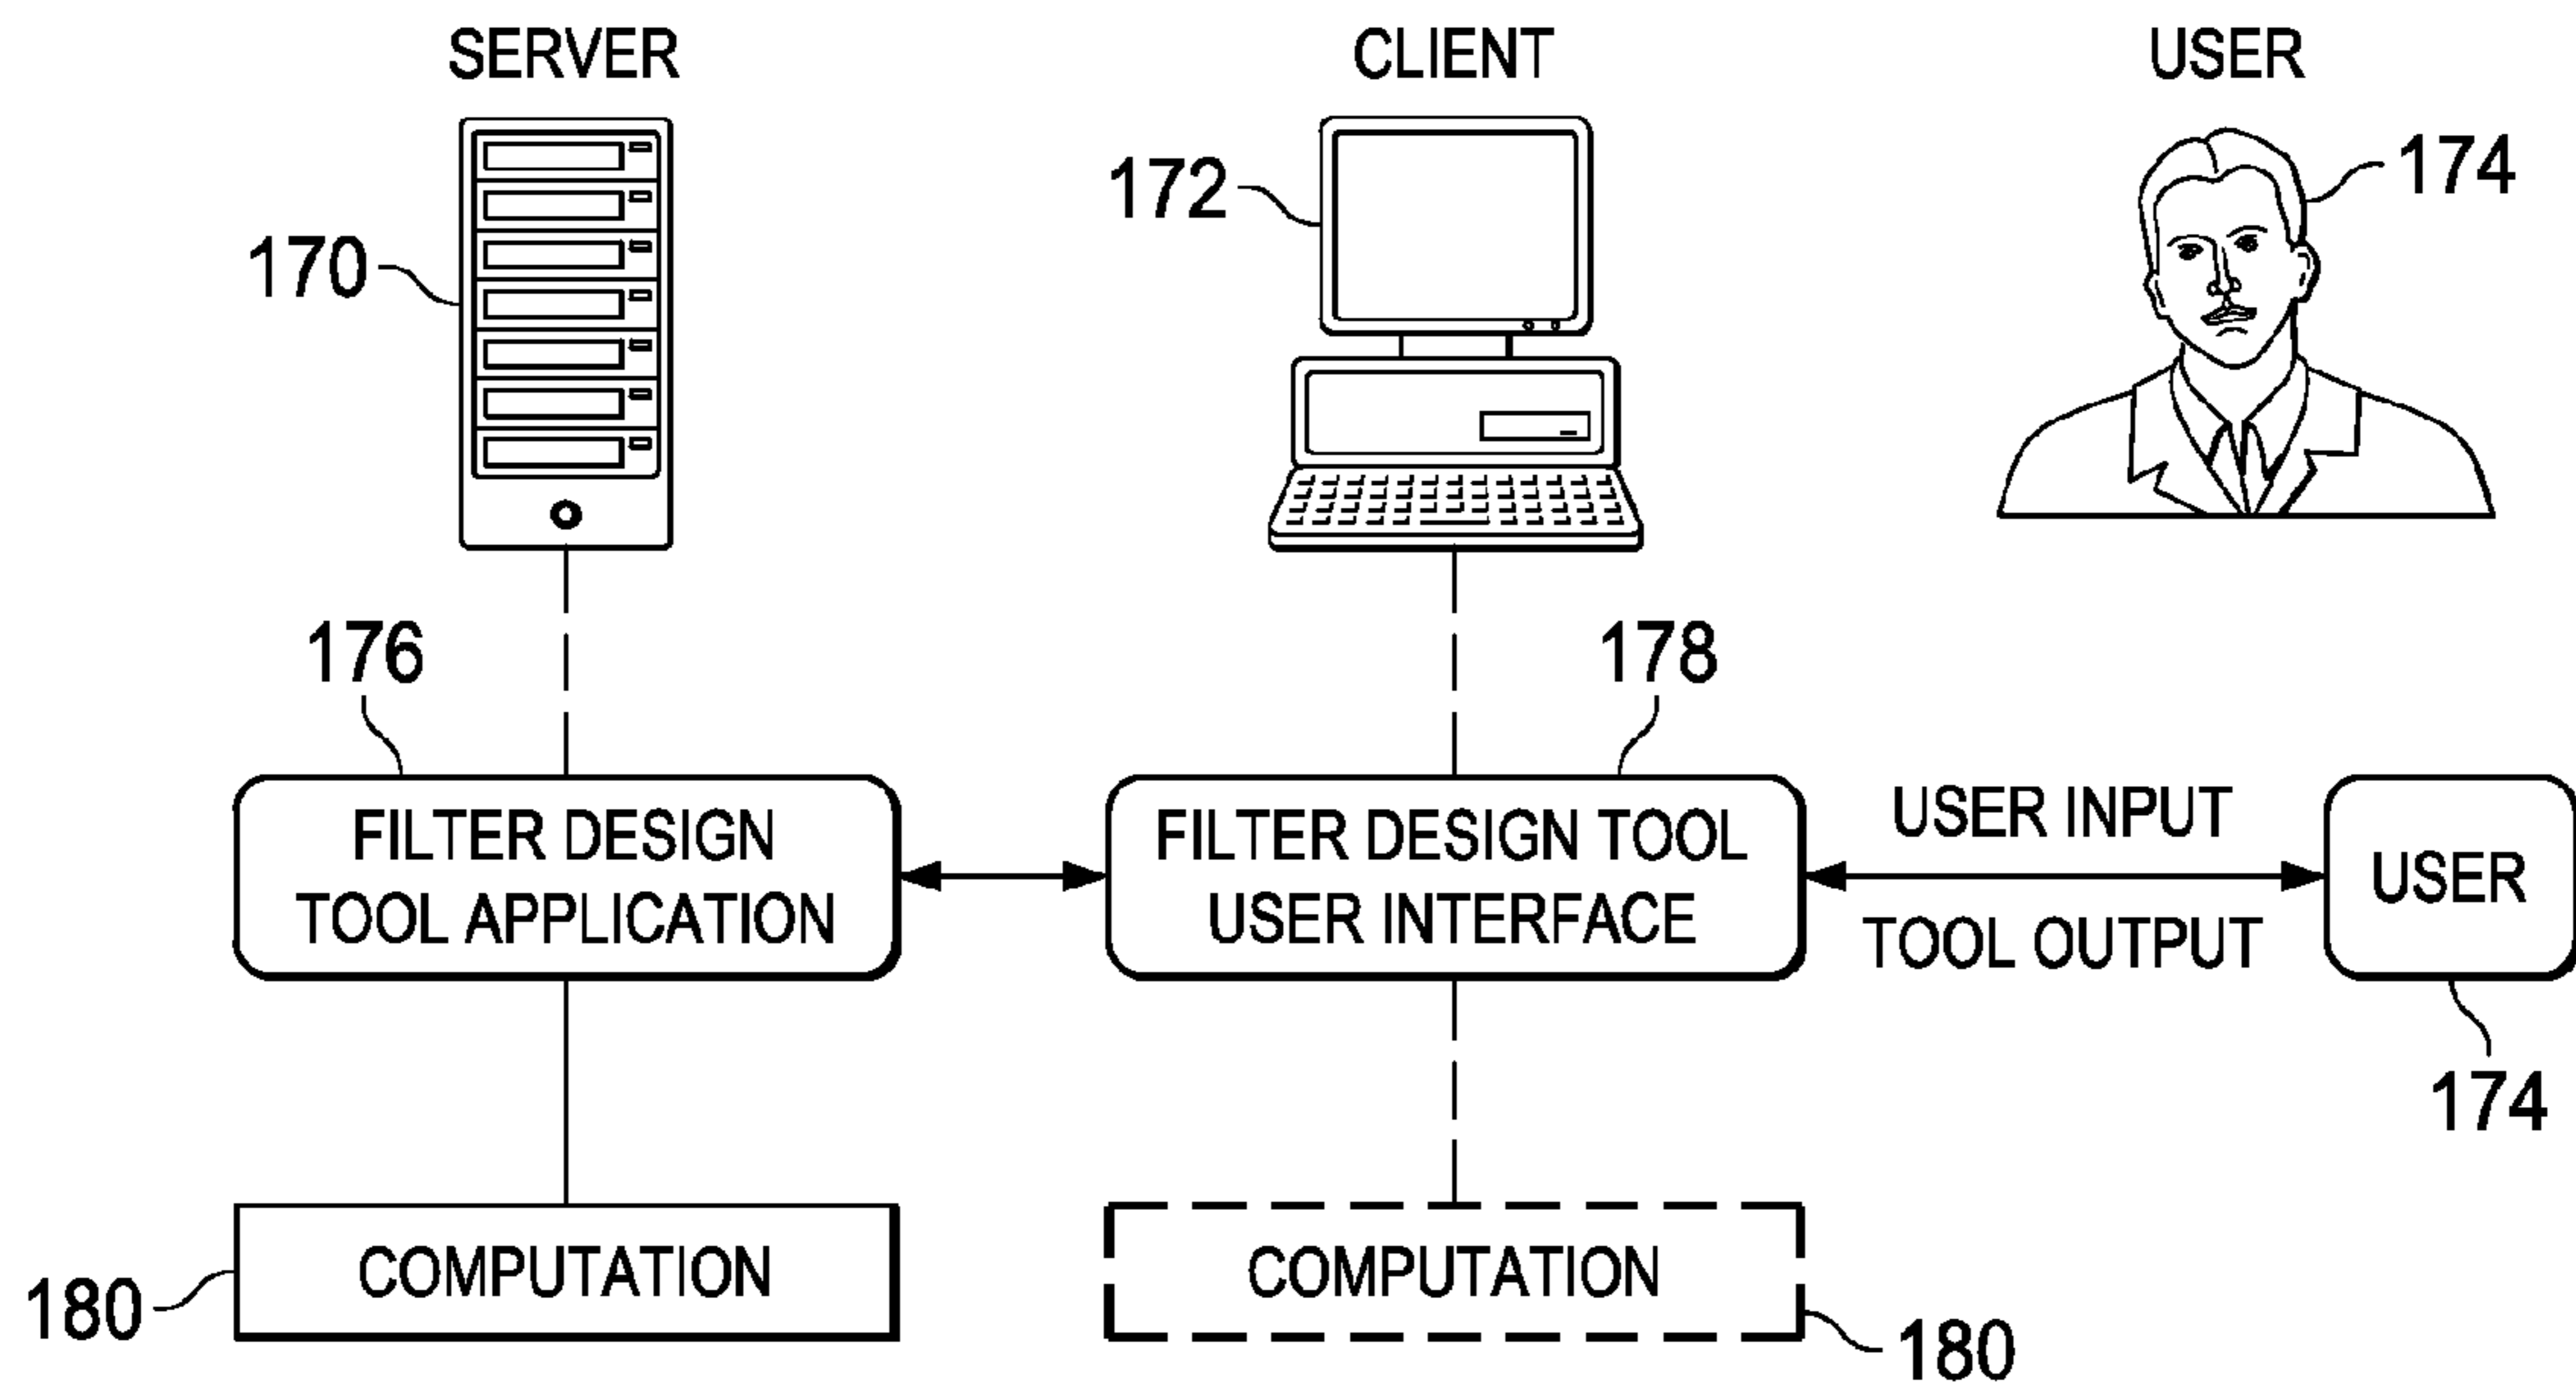 SERVER
CLIENT
USER
170
172
174
176
178
FILTER DESIGN
TOOL APPLICATION
FILTER DESIGN TOOL
USER INTERFACE
USER INPUT
TOOL OUTPUT
USER
174
COMPUTATION
180
COMPUTATION
180